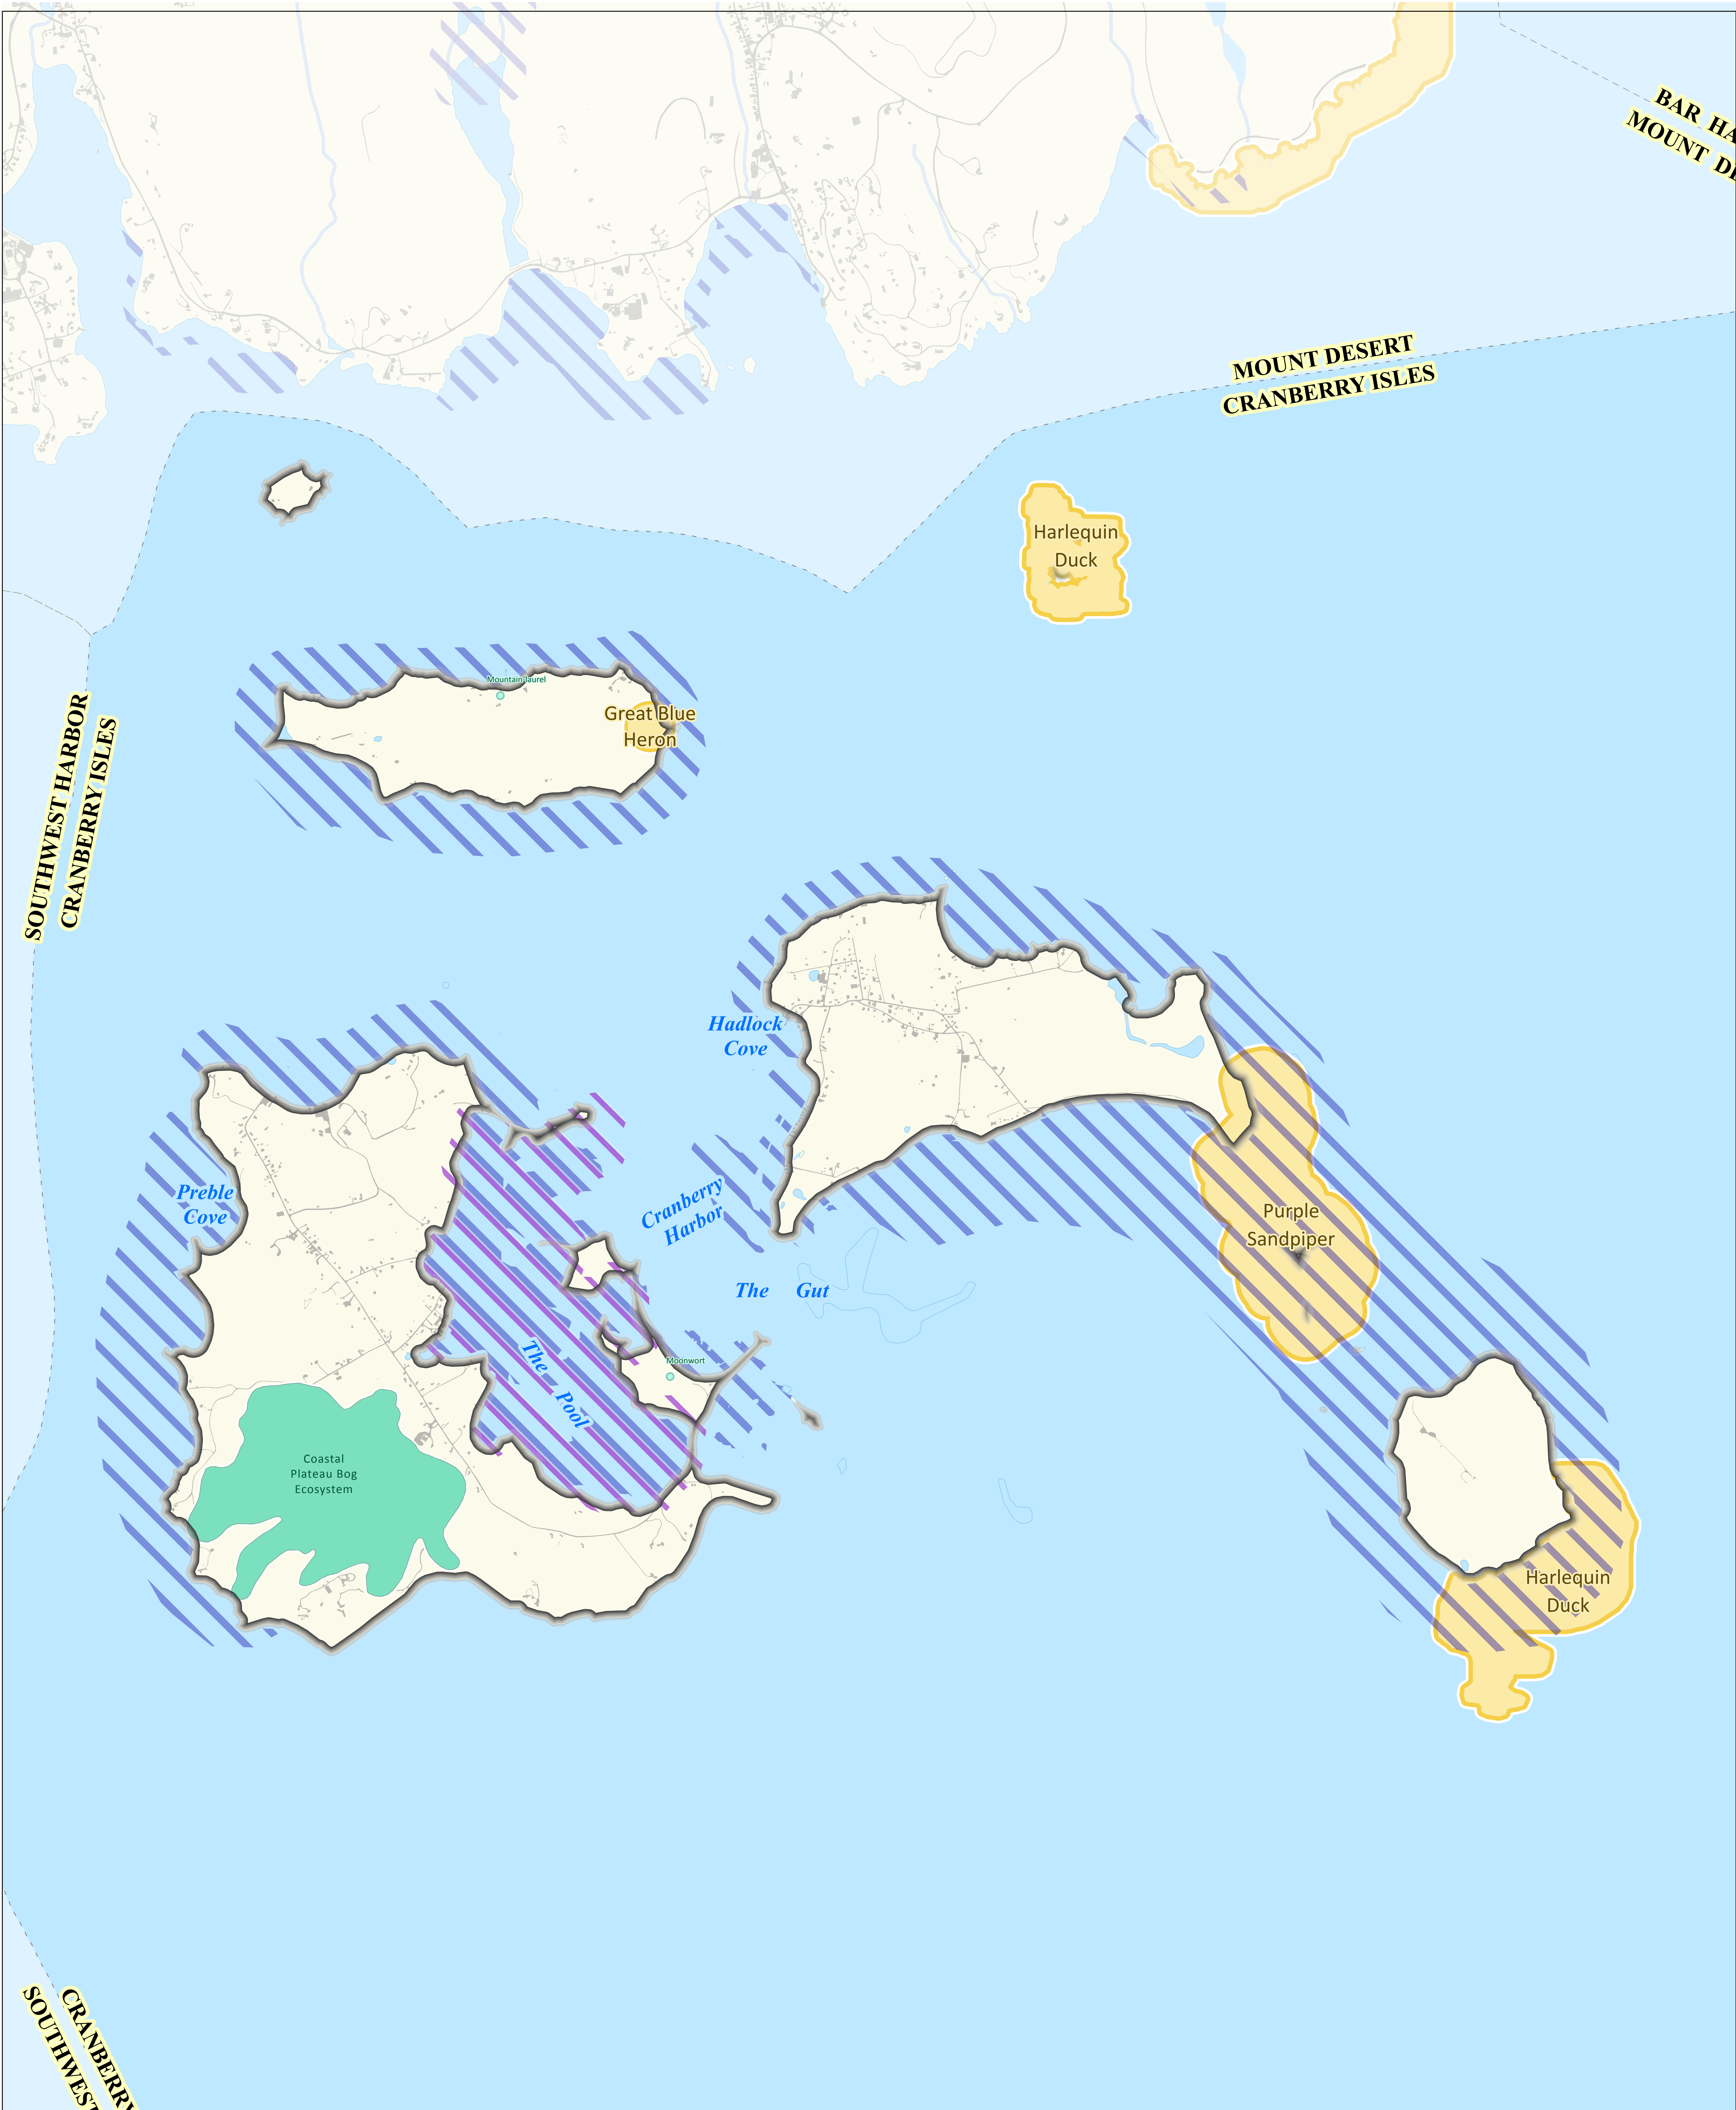 BAR HA
MOUNT DE
MOUNT DESERT
CRANBERRY ISLES
Harlequin
Duck
Mountain-laurel
Great Blue
Heron
SOUTHWEST HARBOR
CRANBERRY ISLES
Hadlock
Cove
Preble
Cove
Cranberry
Harbor
Purple
Sandpiper
The Gut
The Pool
Moonwort
Coastal
Plateau Bog
Ecosystem
Harlequin
Duck
CRANBERRY
SOUTHWEST